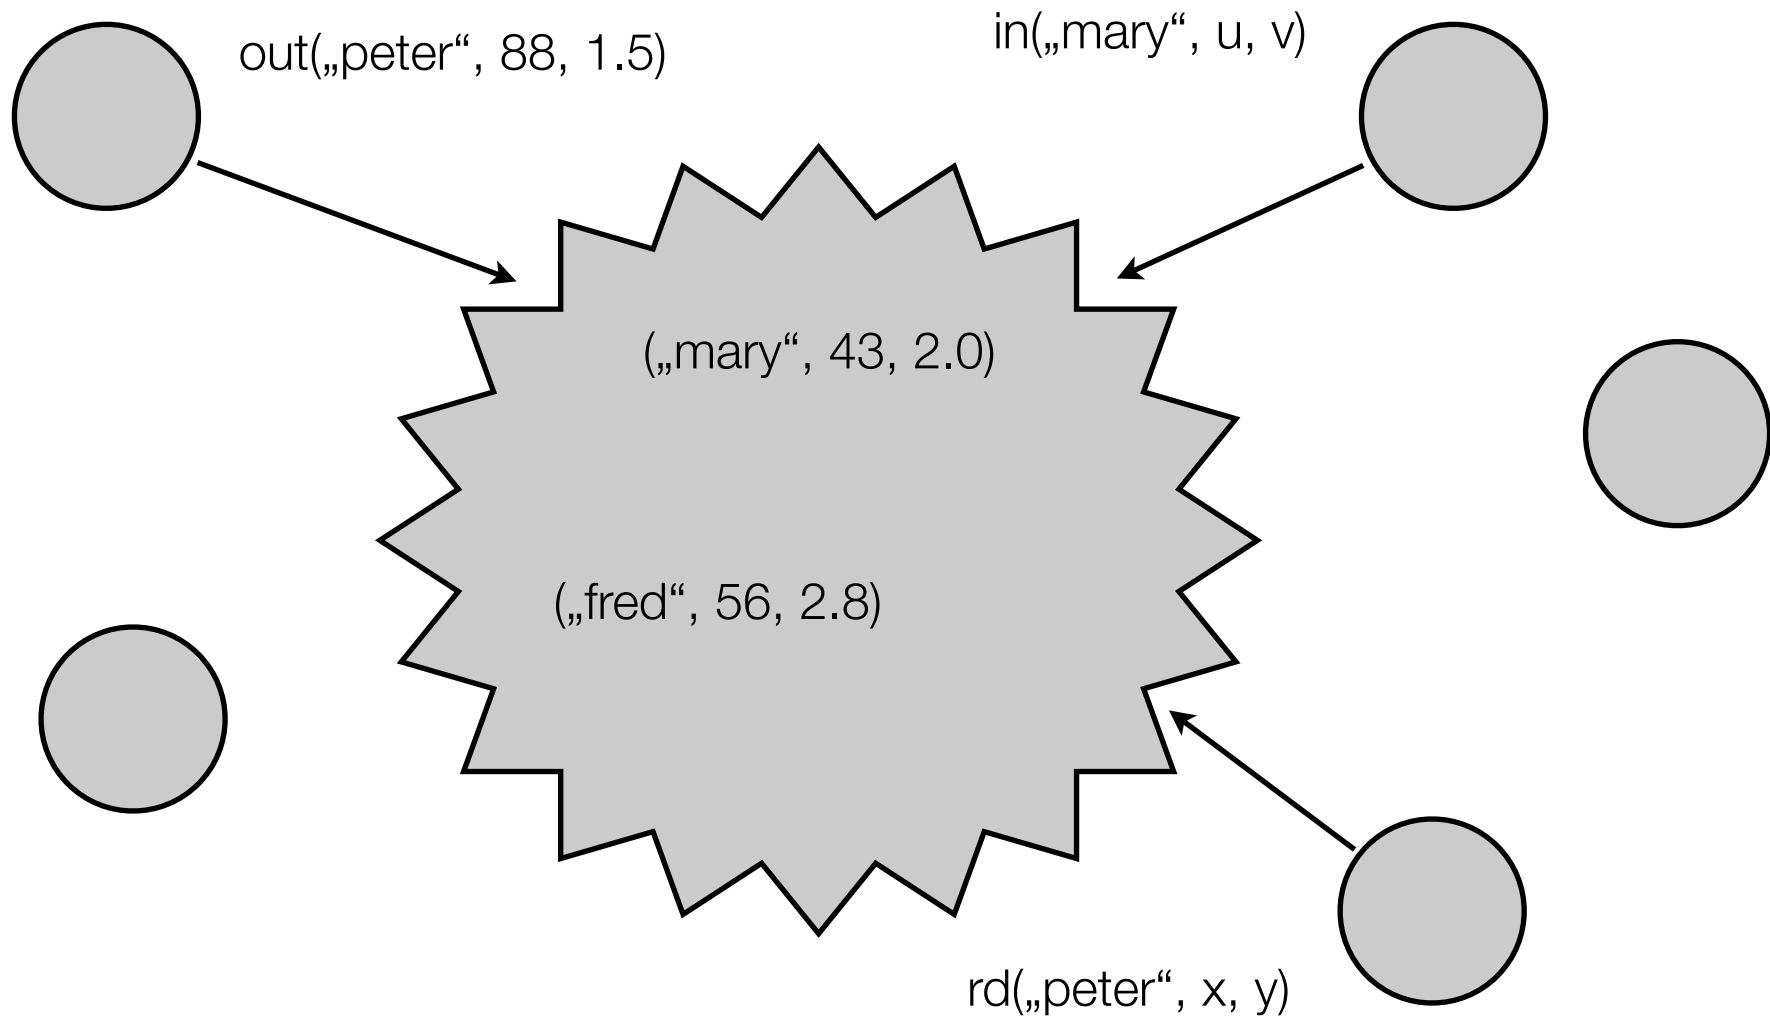 out(„peter“, 88, 1.5)
in(„mary“, u, v)
(„mary“, 43, 2.0)
(„fred“, 56, 2.8)
rd(„peter“, x, y)